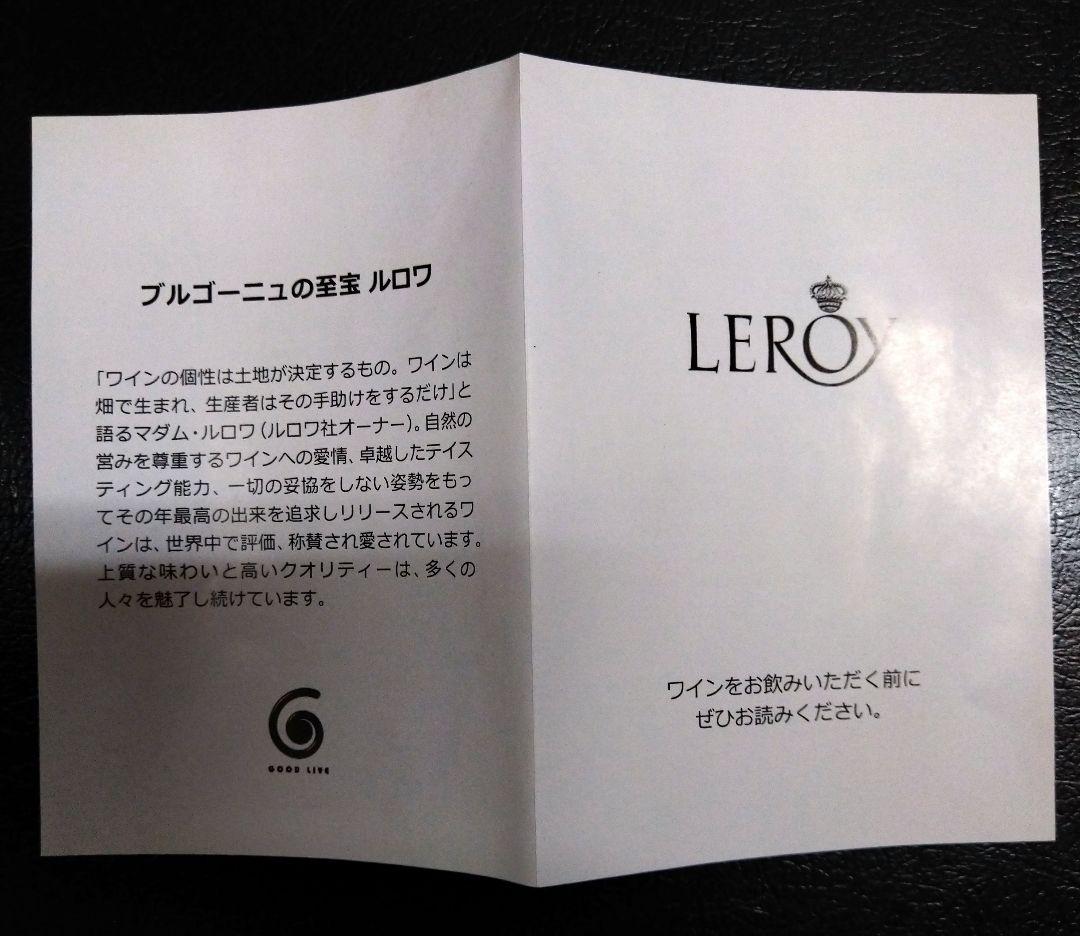 ブルゴーニュの至宝 ルロワ
「ワインの個性は土地が決定するもの。ワインは
畑で生まれ、生産者はその手助けをするだけ」と
語るマダム・ルロワ(ルロワ社オーナー)。自然の
営みを尊重するワインへの愛情、卓越したテイス
ティング能力、一切の妥協をしない姿勢をもっ
てその年最高の出来を追求しリリースされるワ
インは、世界中で評価、称賛され愛されています。
上質な味わいと高いクオリティーは、多くの
人々を魅了し続けています。
GOOD LIVE
LEROY
ワインをお飲みいただく前に
ぜひお読みください。